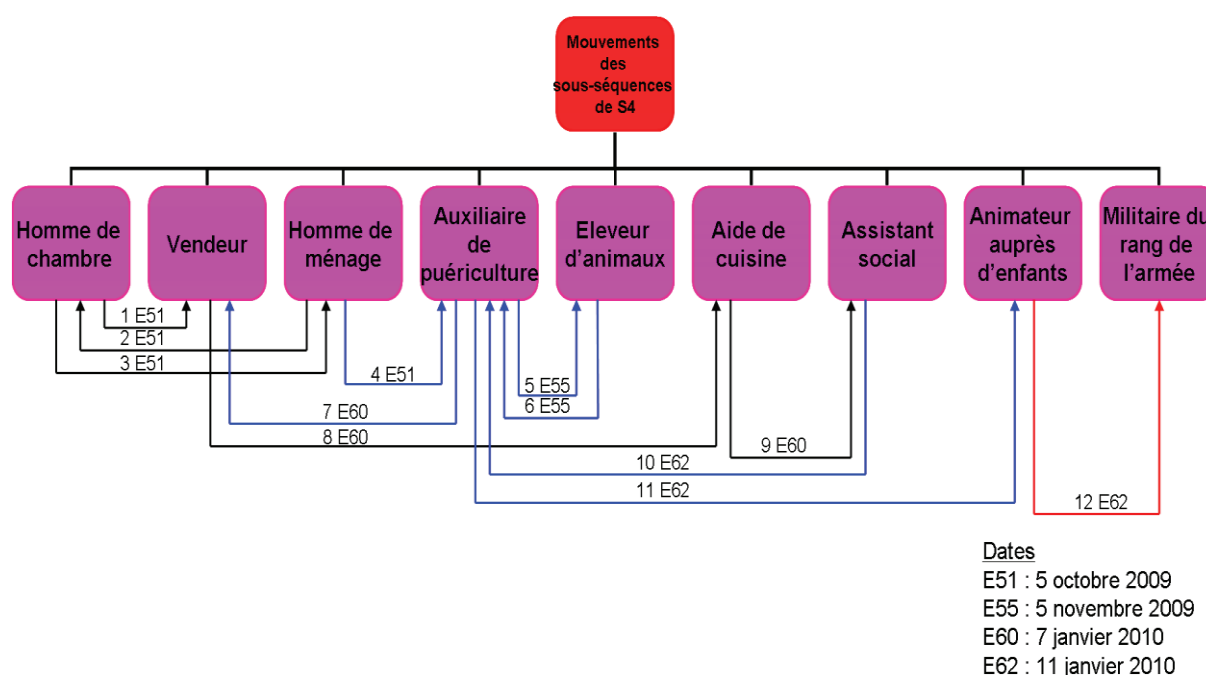 Mouvements
des
sous-séquences
de S4
Homme de
chambre
Vendeur
Homme de
ménage
Auxiliaire
de
puériculture
Eleveur
d'animaux
Aide de
cuisine
Assistant
social
Animateur
auprès
d'enfants
Militaire du
rang de
l'armée
1 E51
2 E51
3 E51
4 E51
5 E55
6 E55
7 E60
8 E60
9 E60
10 E62
11 E62
12 E62
Dates
E51 : 5 octobre 2009
E55 : 5 novembre 2009
E60 : 7 janvier 2010
E62 : 11 janvier 2010